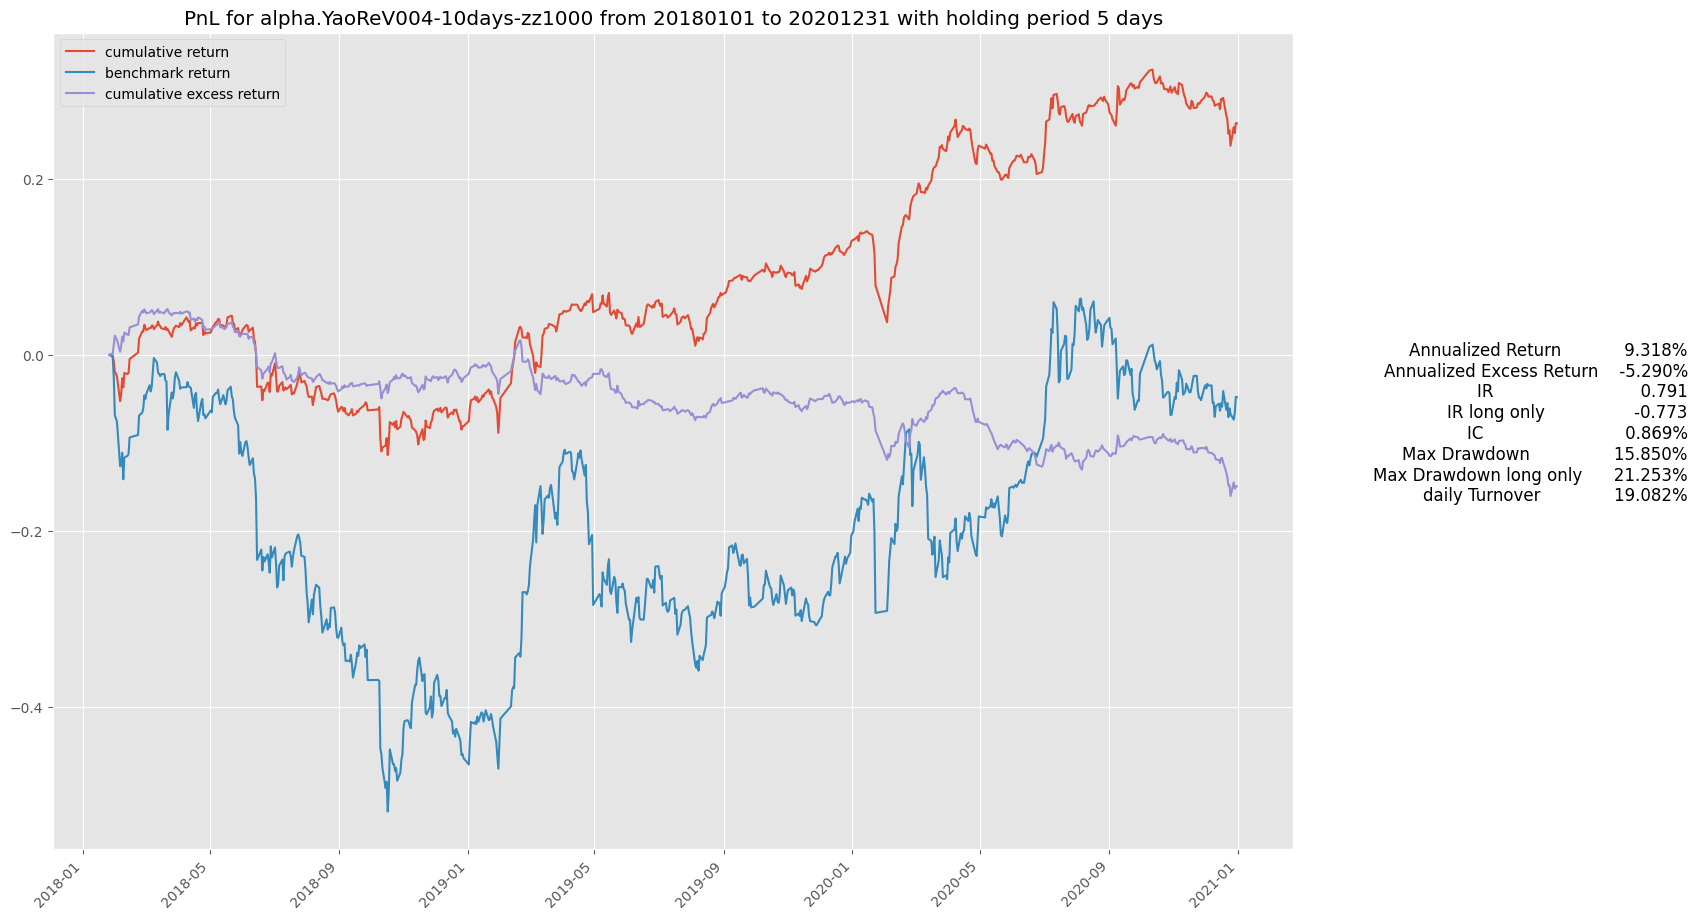 PnL for alpha.YaoReV004-10days-zz1000 from 20180101 to 20201231 with holding period 5 days
cumulative return
benchmark return
cumulative excess return
0.2
0.0
−0.2
−0.4
2018-01
2018-05
2018-09
2019-01
2019-05
2019-09
2020-01
2020-05
2020-09
2021-01
Annualized Return 9.318%
Annualized Excess Return -5.290%
IR 0.791
IR long only -0.773
IC 0.869%
Max Drawdown 15.850%
Max Drawdown long only 21.253%
daily Turnover 19.082%